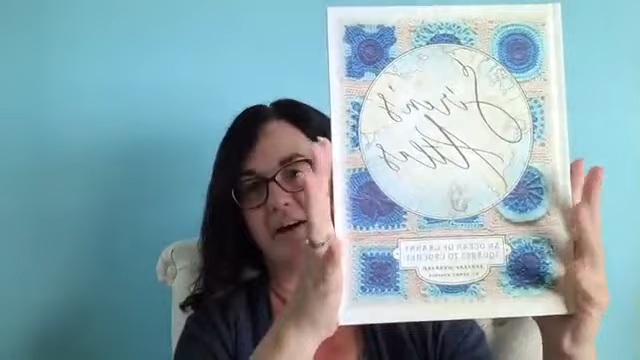 A
Siren's
Atlas
AN OCEAN OF GRANNY
SQUARES TO CROCHET